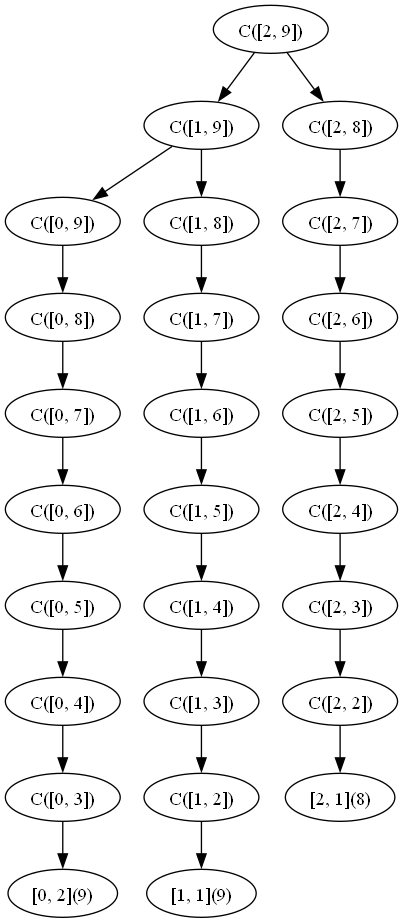 C([2, 9])
C([1, 9])
C([2, 8])
C([0, 9])
C([1, 8])
C([2, 7])
C([0, 8])
C([1, 7])
C([2, 6])
C([0, 7])
C([1, 6])
C([2, 5])
C([0, 6])
C([1, 5])
C([2, 4])
C([0, 5])
C([1, 4])
C([2, 3])
C([0, 4])
C([1, 3])
C([2, 2])
C([0, 3])
C([1, 2])
[2, 1](8)
[0, 2](9)
[1, 1](9)